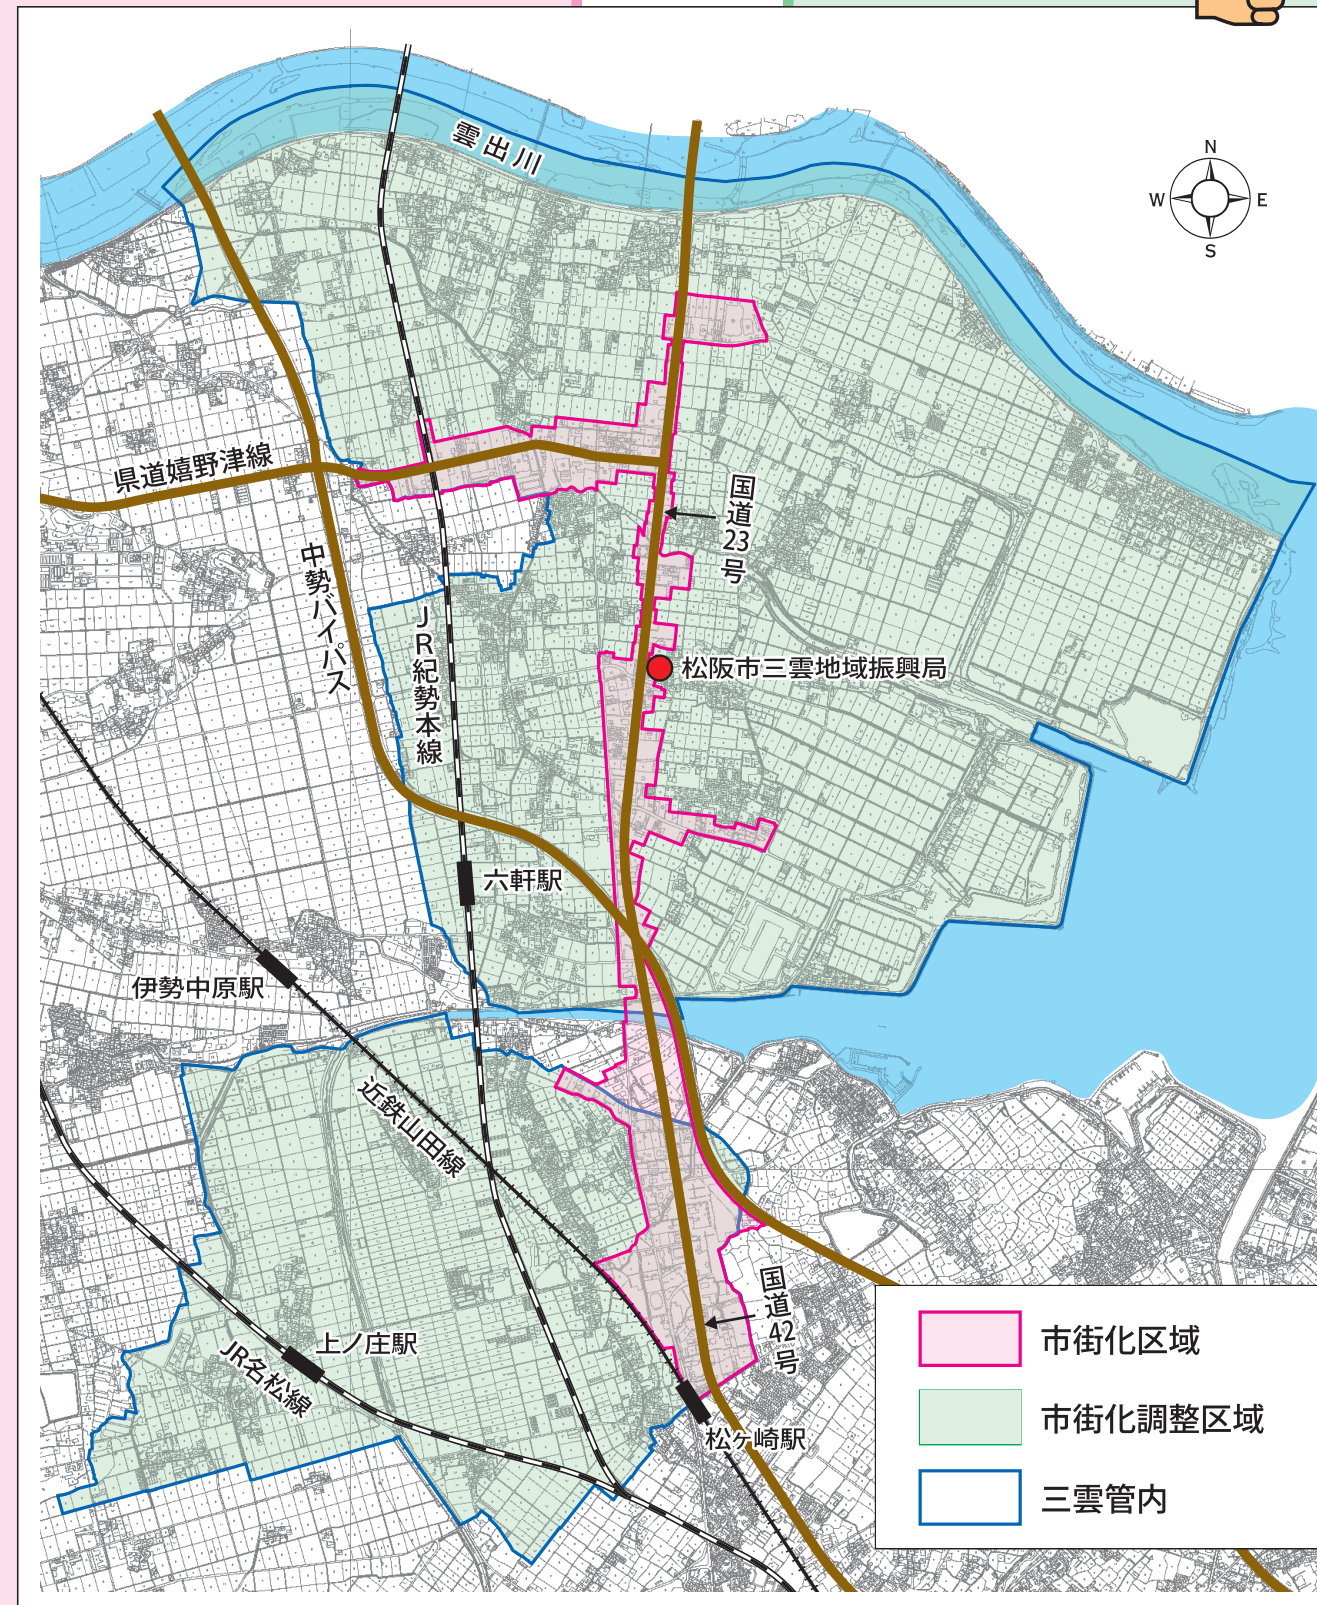 雲出川
N
W
E
S
県道嬉野津線
国道23号
中勢バイパス
JR紀勢本線
松阪市三雲地域振興局
六軒駅
伊勢中原駅
近鉄山田線
国道42号
上ノ庄駅
JR名松線
松ヶ崎駅
市街化区域
市街化調整区域
三雲管内